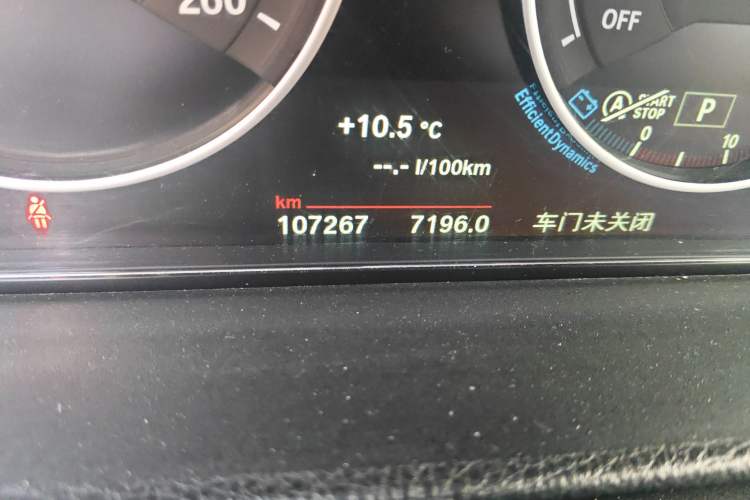 260
OFF
A START
STOP
P
0
10
EfficientDynamics
+10.5 °C
--.- l/100km
km
107267 7196.0 车门未关闭